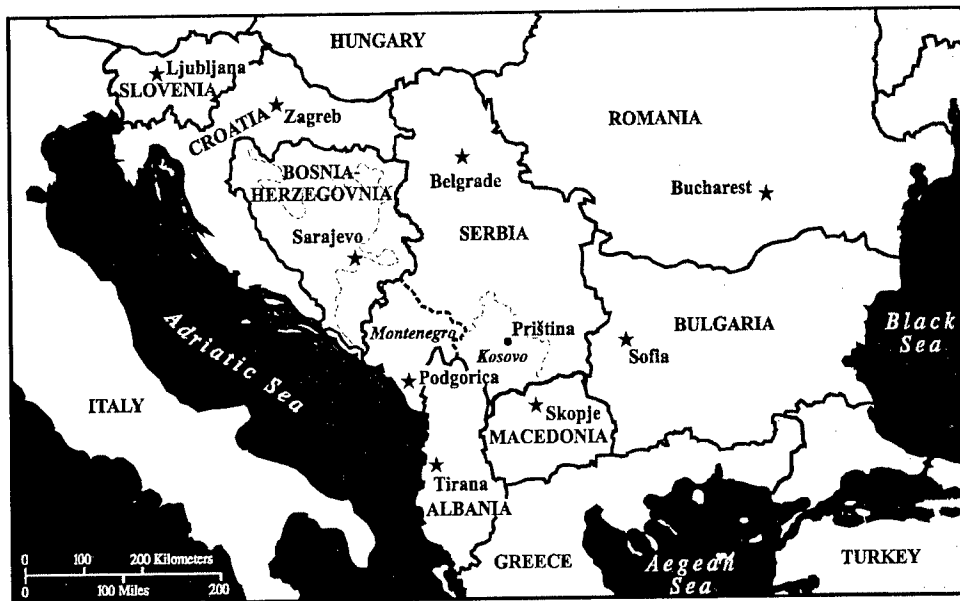 HUNGARY
Ljubljana
SLOVENIA
CROATIA
Zagreb
ROMANIA
BOSNIA-
HERZEGOVNIA
Belgrade
Bucharest
Sarajevo
SERBIA
Montenegro
Priština
Kosovo
BULGARIA
Sofia
Black
Sea
Adriatic Sea
Podgorica
ITALY
Skopje
MACEDONIA
Tirana
ALBANIA
GREECE
Aegean
Sea
TURKEY
0 100 200 Kilometers
0 100 Miles 200